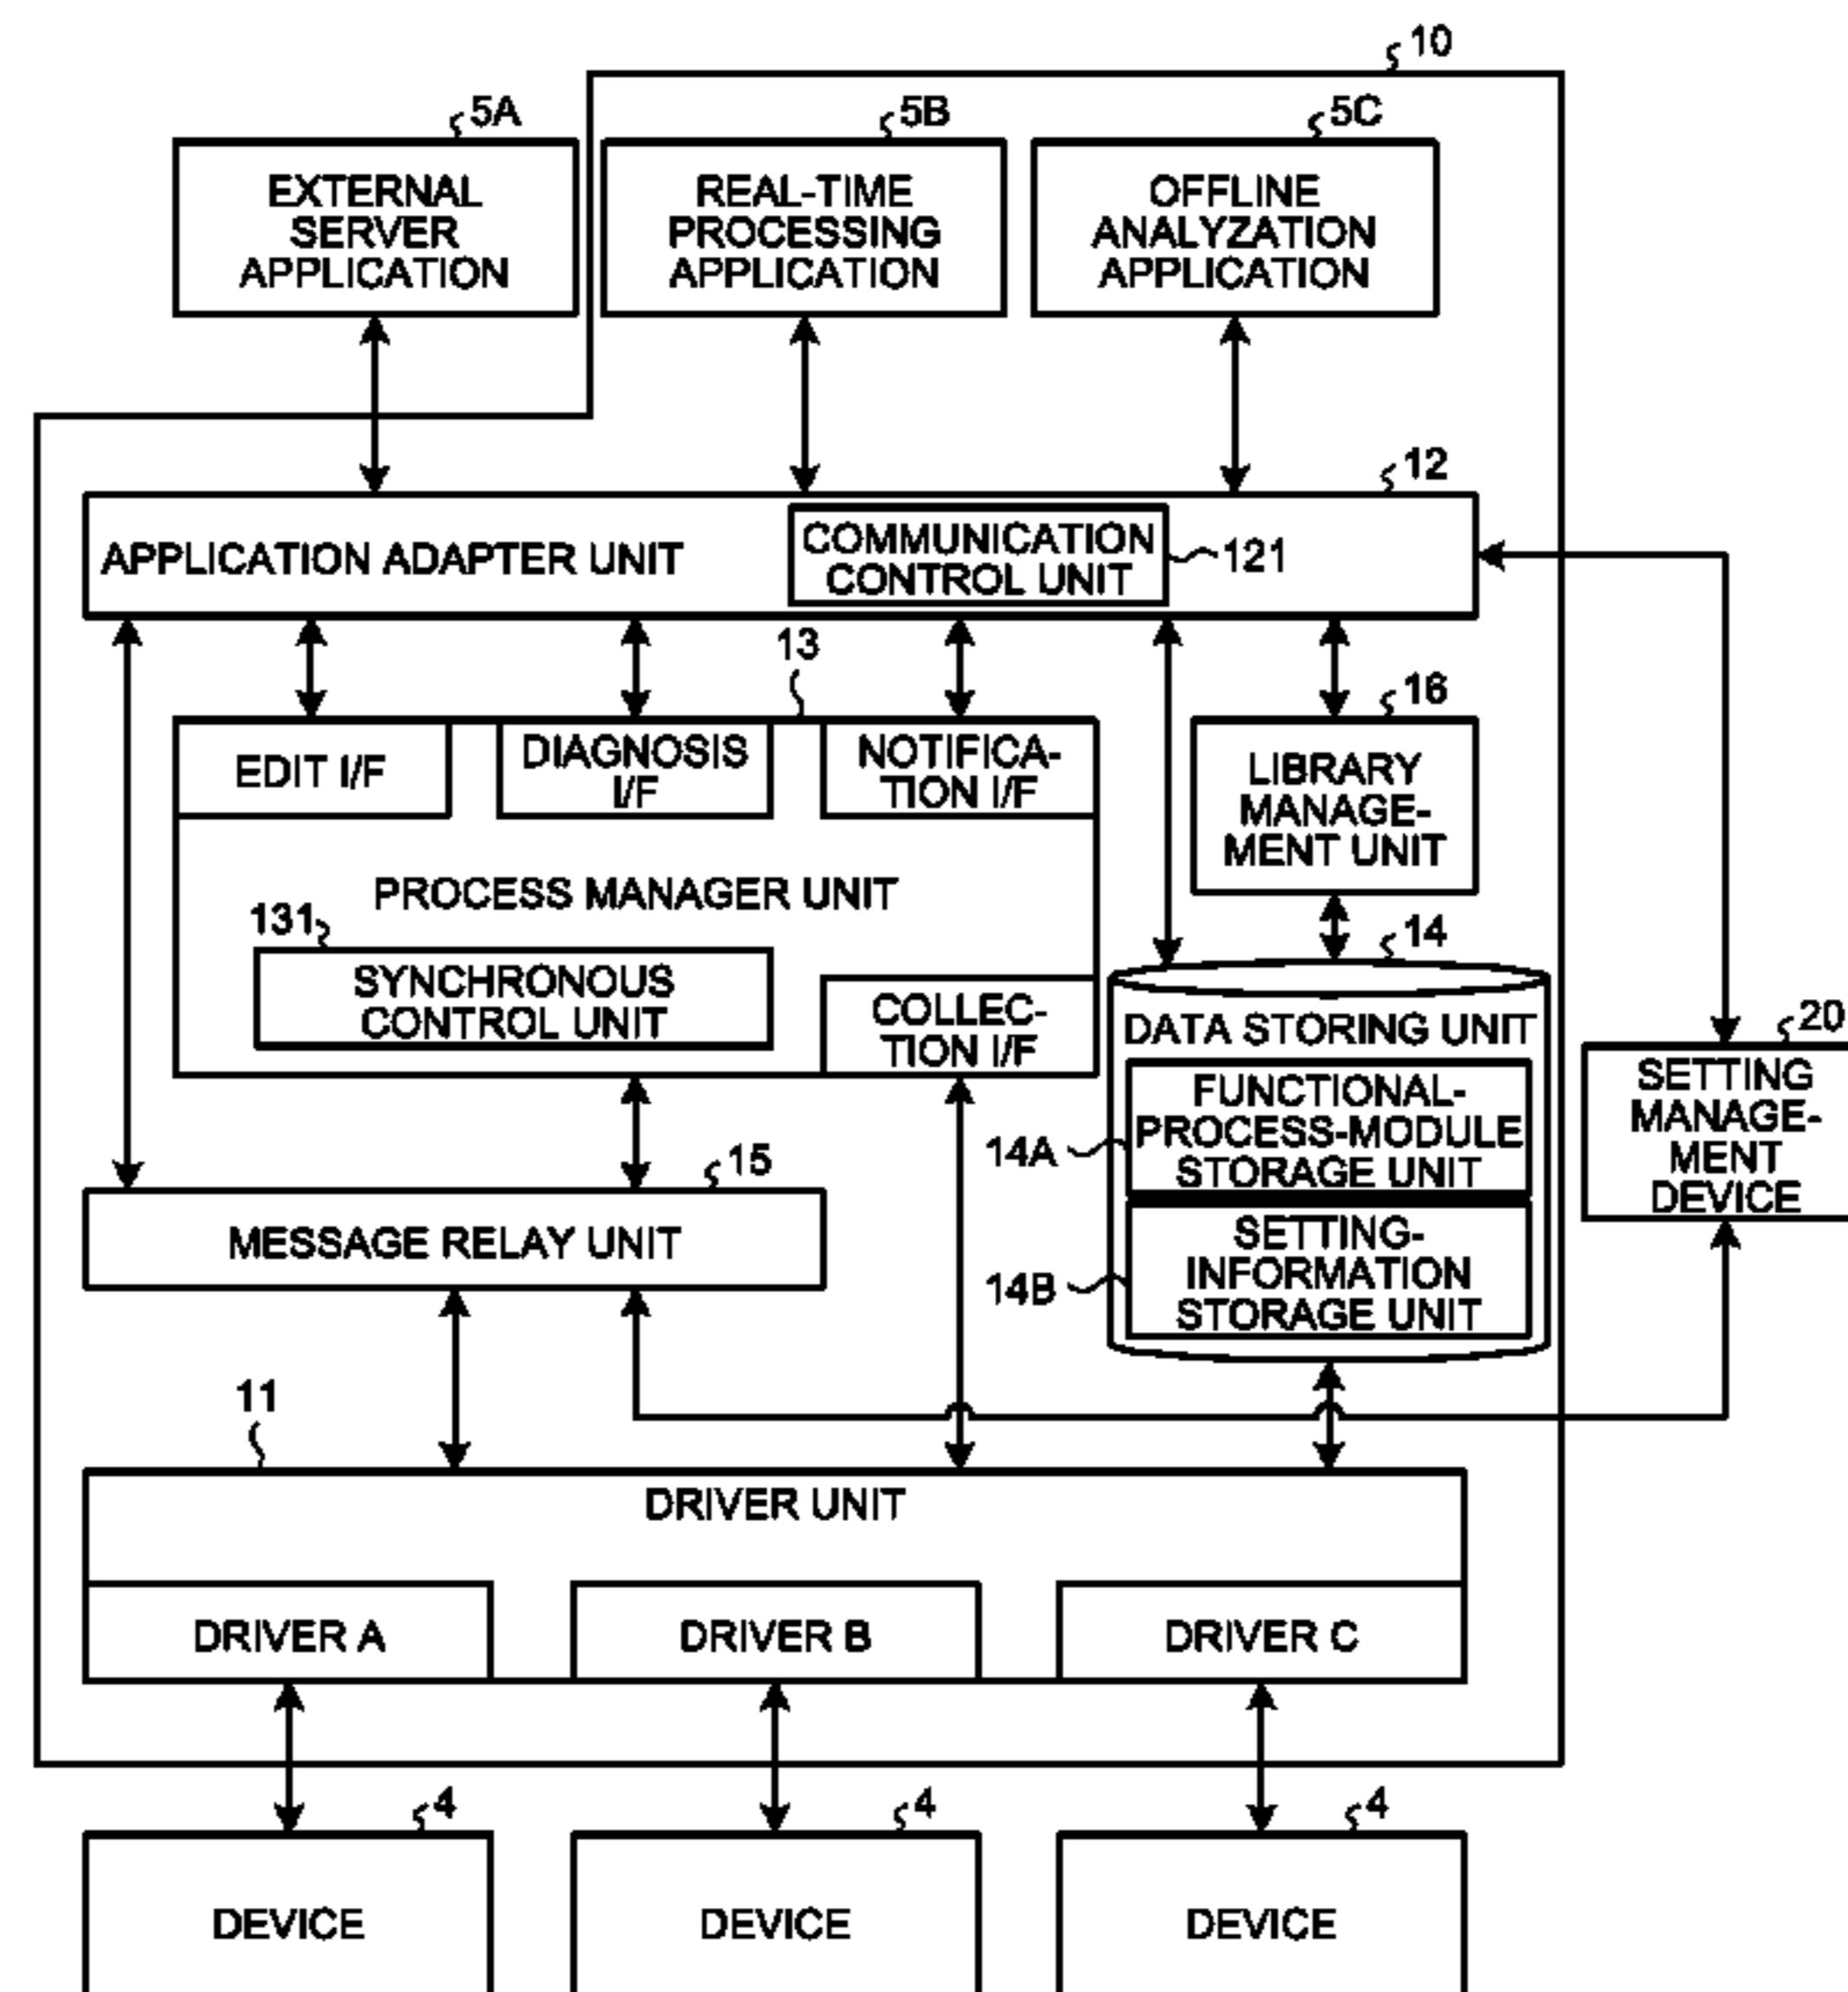 10
5A
5B
5C
EXTERNAL
SERVER
APPLICATION
REAL-TIME
PROCESSING
APPLICATION
OFFLINE
ANALYZATION
APPLICATION
12
APPLICATION ADAPTER UNIT
COMMUNICATION
CONTROL UNIT
121
13
16
EDIT I/F
DIAGNOSIS
I/F
NOTIFICA-
TION I/F
LIBRARY
MANAGE-
MENT UNIT
PROCESS MANAGER UNIT
131
SYNCHRONOUS
CONTROL UNIT
COLLEC-
TION I/F
14
DATA STORING UNIT
14A
FUNCTIONAL-
PROCESS-MODULE
STORAGE UNIT
14B
SETTING-
INFORMATION
STORAGE UNIT
20
SETTING
MANAGE-
MENT
DEVICE
15
MESSAGE RELAY UNIT
11
DRIVER UNIT
DRIVER A
DRIVER B
DRIVER C
4
4
4
DEVICE
DEVICE
DEVICE